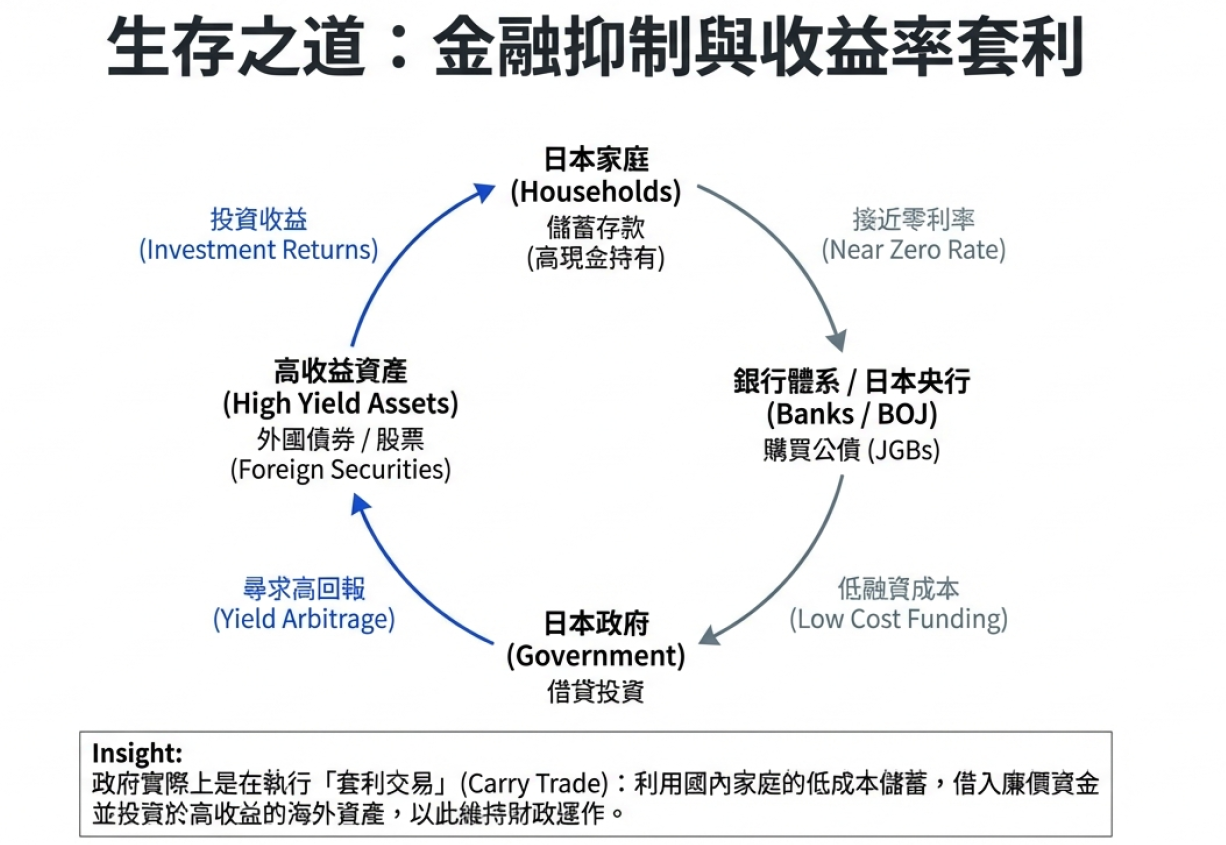 生存之道：金融抑制與收益率套利
日本家庭
(Households)
儲蓄存款
(高現金持有)
投資收益
(Investment Returns)
接近零利率
(Near Zero Rate)
高收益資產
(High Yield Assets)
外國債券 / 股票
(Foreign Securities)
銀行體系 / 日本央行
(Banks / BOJ)
購買公債 (JGBs)
尋求高回報
(Yield Arbitrage)
低融資成本
(Low Cost Funding)
日本政府
(Government)
借貸投資
Insight:
政府實際上是在執行「套利交易」(Carry Trade)：利用國內家庭的低成本儲蓄，借入廉價資金
並投資於高收益的海外資產，以此維持財政運作。